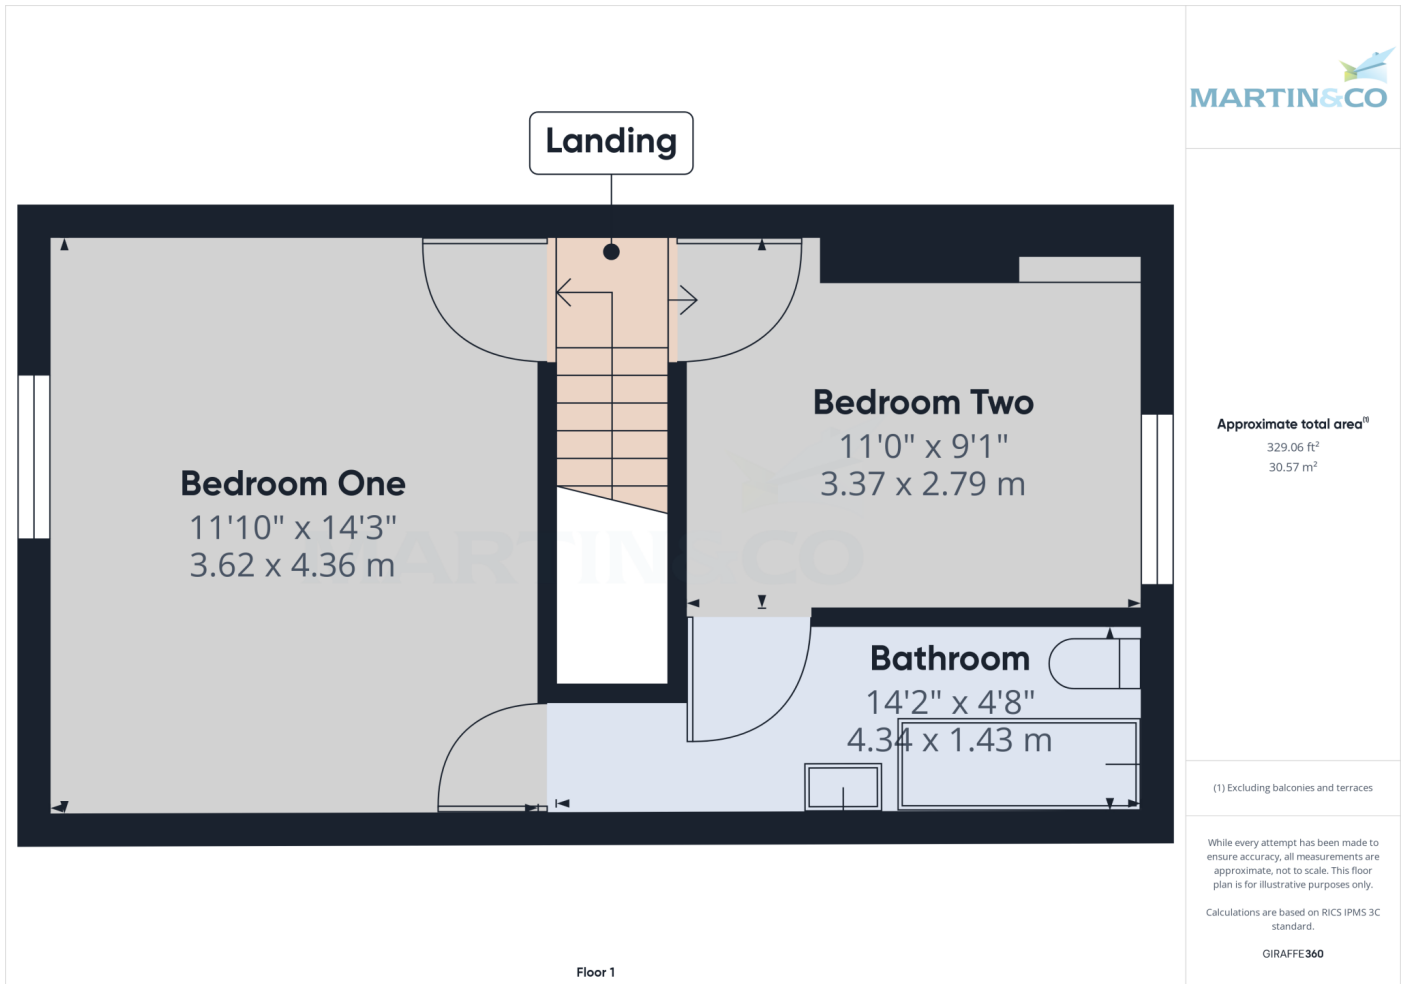 MARTIN&CO
Landing
Bedroom One
11'10" x 14'3"
3.62 x 4.36 m
Bedroom Two
11'0" x 9'1"
3.37 x 2.79 m
MARTIN&CO
Bathroom
14'2" x 4'8"
4.34 x 1.43 m
Floor 1
Approximate total area(1)
329.06 ft²
30.57 m²
(1) Excluding balconies and terraces
While every attempt has been made to
ensure accuracy, all measurements are
approximate, not to scale. This floor
plan is for illustrative purposes only.
Calculations are based on RICS IPMS 3C
standard.
GIRAFFE360